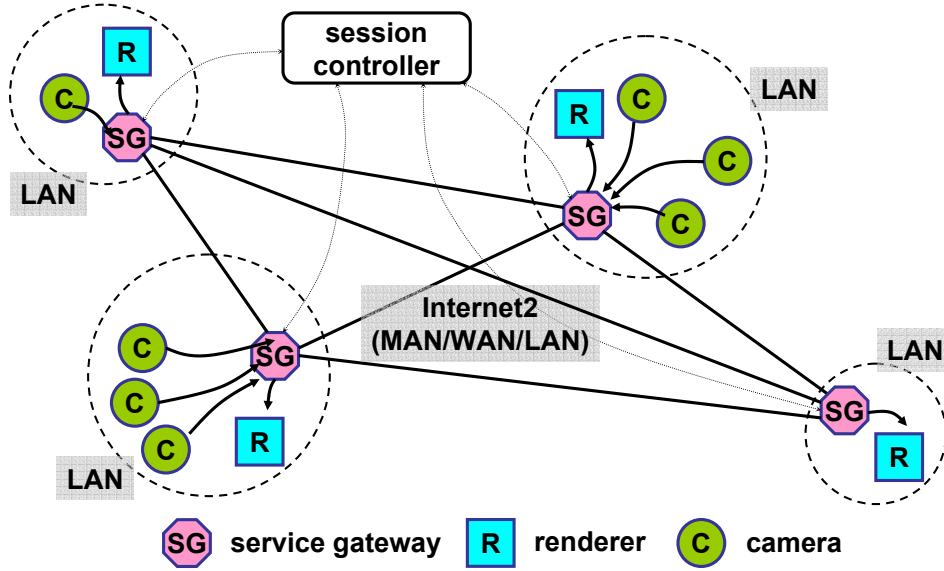 session
controller
R
C
SG
LAN
LAN
R
C
C
C
SG
Internet2
(MAN/WAN/LAN)
C
C
C
SG
R
LAN
LAN
SG
R
SG service gateway R renderer C camera